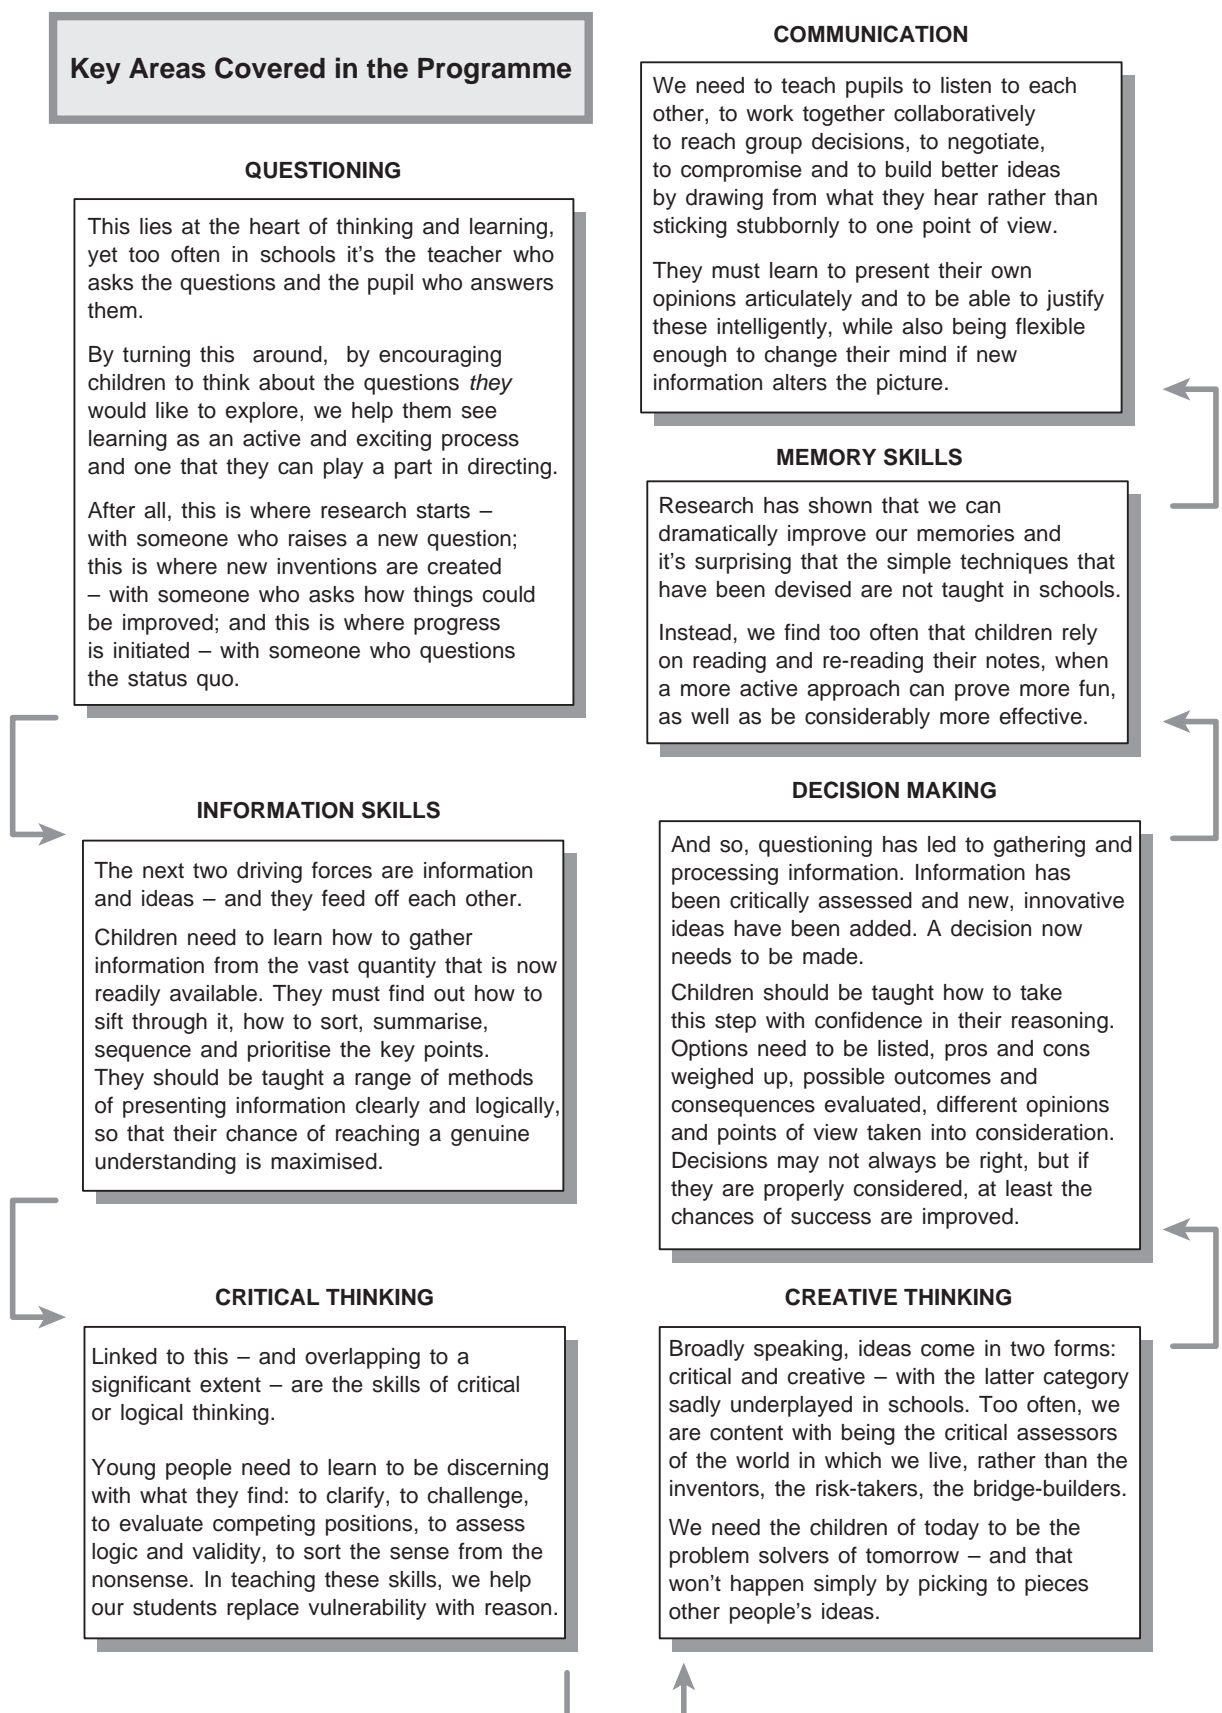 Key Areas Covered in the Programme
QUESTIONING
This lies at the heart of thinking and learning,
yet too often in schools it's the teacher who
asks the questions and the pupil who answers
them.
By turning this around, by encouraging
children to think about the questions they
would like to explore, we help them see
learning as an active and exciting process
and one that they can play a part in directing.
After all, this is where research starts –
with someone who raises a new question;
this is where new inventions are created
– with someone who asks how things could
be improved; and this is where progress
is initiated – with someone who questions
the status quo.
INFORMATION SKILLS
The next two driving forces are information
and ideas – and they feed off each other.
Children need to learn how to gather
information from the vast quantity that is now
readily available. They must find out how to
sift through it, how to sort, summarise,
sequence and prioritise the key points.
They should be taught a range of methods
of presenting information clearly and logically,
so that their chance of reaching a genuine
understanding is maximised.
CRITICAL THINKING
Linked to this – and overlapping to a
significant extent – are the skills of critical
or logical thinking.
Young people need to learn to be discerning
with what they find: to clarify, to challenge,
to evaluate competing positions, to assess
logic and validity, to sort the sense from the
nonsense. In teaching these skills, we help
our students replace vulnerability with reason.
CREATIVE THINKING
Broadly speaking, ideas come in two forms:
critical and creative – with the latter category
sadly underplayed in schools. Too often, we
are content with being the critical assessors
of the world in which we live, rather than the
inventors, the risk-takers, the bridge-builders.
We need the children of today to be the
problem solvers of tomorrow – and that
won't happen simply by picking to pieces
other people's ideas.
DECISION MAKING
And so, questioning has led to gathering and
processing information. Information has
been critically assessed and new, innovative
ideas have been added. A decision now
needs to be made.
Children should be taught how to take
this step with confidence in their reasoning.
Options need to be listed, pros and cons
weighed up, possible outcomes and
consequences evaluated, different opinions
and points of view taken into consideration.
Decisions may not always be right, but if
they are properly considered, at least the
chances of success are improved.
MEMORY SKILLS
Research has shown that we can
dramatically improve our memories and
it's surprising that the simple techniques that
have been devised are not taught in schools.
Instead, we find too often that children rely
on reading and re-reading their notes, when
a more active approach can prove more fun,
as well as be considerably more effective.
COMMUNICATION
We need to teach pupils to listen to each
other, to work together collaboratively
to reach group decisions, to negotiate,
to compromise and to build better ideas
by drawing from what they hear rather than
sticking stubbornly to one point of view.
They must learn to present their own
opinions articulately and to be able to justify
these intelligently, while also being flexible
enough to change their mind if new
information alters the picture.